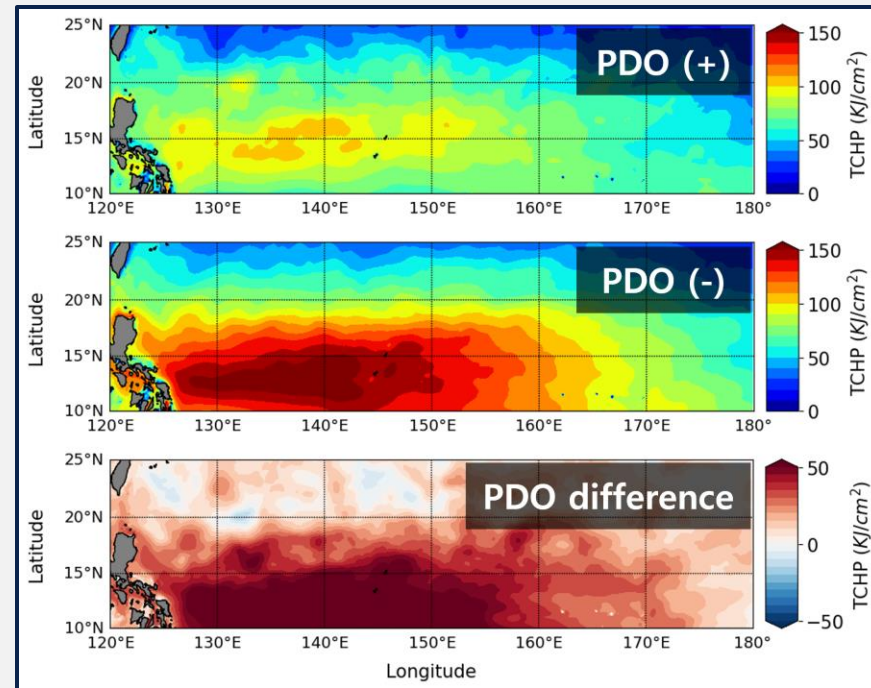 25°N
20°N
15°N
10°N
Latitude
PDO (+)
120°E 130°E 140°E 150°E 160°E 170°E 180°
150
100
50
0
TCHP (KJ/cm²)
25°N
20°N
15°N
10°N
Latitude
PDO (-)
120°E 130°E 140°E 150°E 160°E 170°E 180°
150
100
50
0
TCHP (KJ/cm²)
25°N
20°N
15°N
10°N
Latitude
PDO difference
120°E 130°E 140°E 150°E 160°E 170°E 180°
Longitude
50
0
−50
TCHP (KJ/cm²)